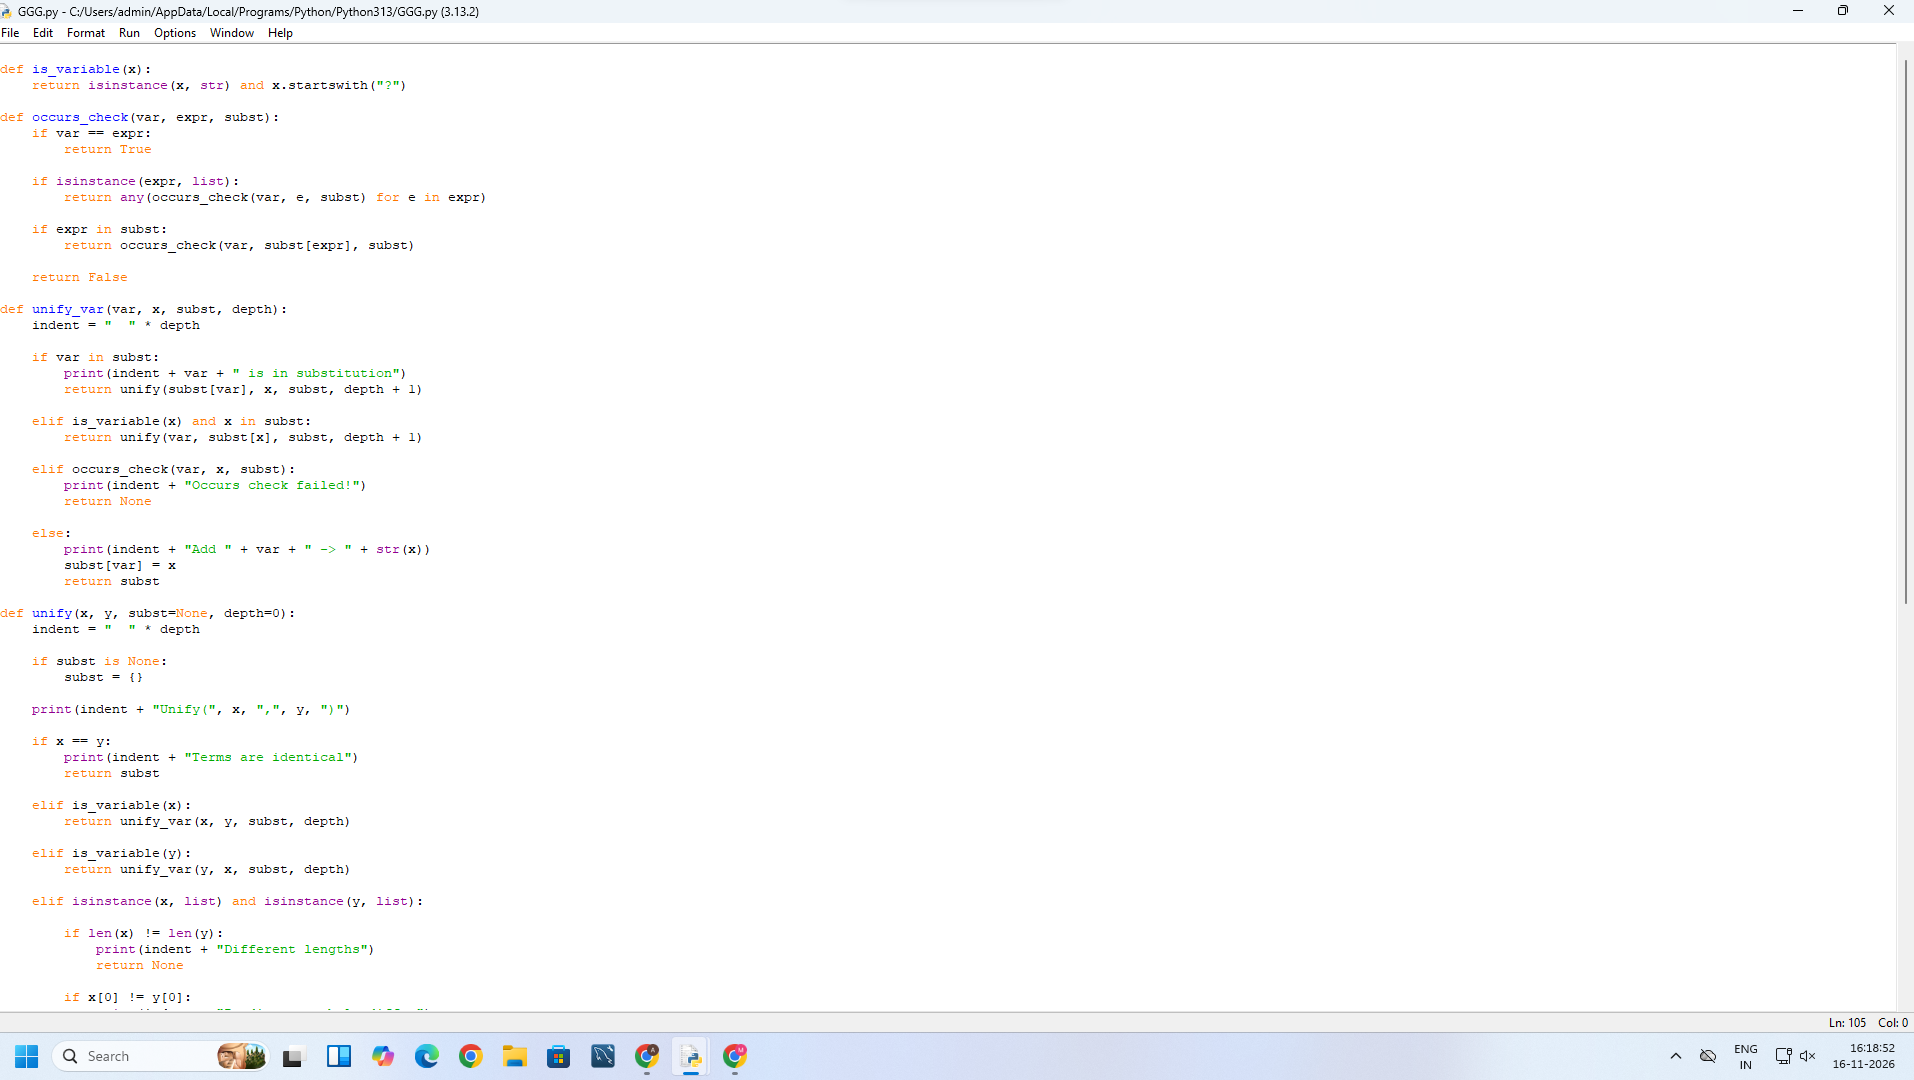 GGG.py - C:/Users/admin/AppData/Local/Programs/Python/Python313/GGG.py (3.13.2)
File Edit Format Run Options Window Help
def is_variable(x):
    return isinstance(x, str) and x.startswith("?")
def occurs_check(var, expr, subst):
    if var == expr:
        return True
    if isinstance(expr, list):
        return any(occurs_check(var, e, subst) for e in expr)
    if expr in subst:
        return occurs_check(var, subst[expr], subst)
    return False
def unify_var(var, x, subst, depth):
    indent = "  " * depth
    if var in subst:
        print(indent + var + " is in substitution")
        return unify(subst[var], x, subst, depth + 1)
    elif is_variable(x) and x in subst:
        return unify(var, subst[x], subst, depth + 1)
    elif occurs_check(var, x, subst):
        print(indent + "Occurs check failed!")
        return None
    else:
        print(indent + "Add " + var + " -> " + str(x))
        subst[var] = x
        return subst
def unify(x, y, subst=None, depth=0):
    indent = "  " * depth
    if subst is None:
        subst = {}
    print(indent + "Unify(", x, ",", y, ")")
    if x == y:
        print(indent + "Terms are identical")
        return subst
    elif is_variable(x):
        return unify_var(x, y, subst, depth)
    elif is_variable(y):
        return unify_var(y, x, subst, depth)
    elif isinstance(x, list) and isinstance(y, list):
        if len(x) != len(y):
            print(indent + "Different lengths")
            return None
        if x[0] != y[0]:
Ln: 105 Col: 0
Search
ENG
IN
16:18:52
16-11-2026